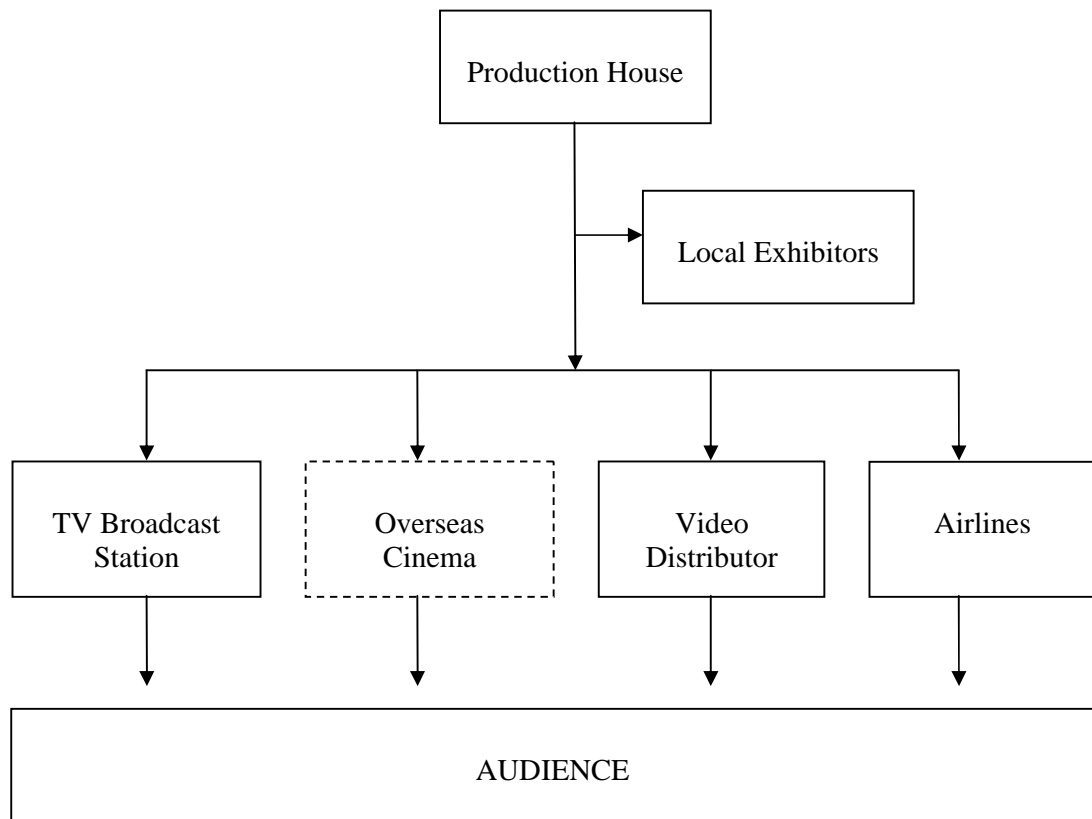 Production House
Local Exhibitors
TV Broadcast
Station
Overseas
Cinema
Video
Distributor
Airlines
AUDIENCE